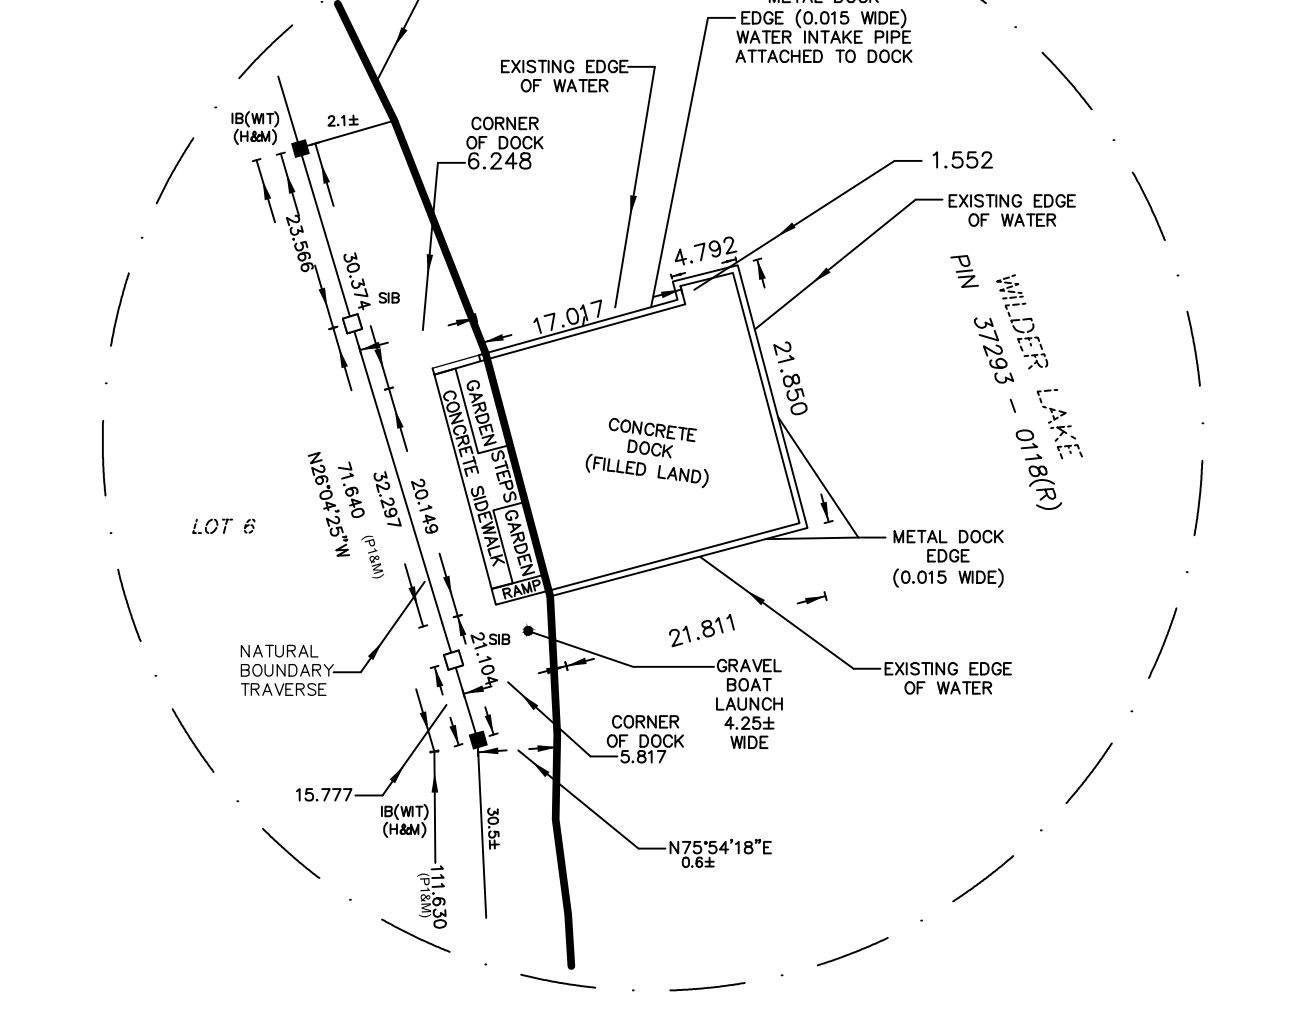 METAL DOCK
EDGE (0.015 WIDE)
WATER INTAKE PIPE
ATTACHED TO DOCK
EXISTING EDGE
OF WATER
IB(WIT)
(H&M)
2.1±
CORNER
OF DOCK
6.248
1.552
EXISTING EDGE
OF WATER
4.792
23.566
30.374
SIB
17.017
21.850
WILDER LAKE
PIN 37293 - 0118(R)
GARDEN
STEPS
GARDEN
CONCRETE SIDEWALK
RAMP
CONCRETE
DOCK
(FILLED LAND)
LOT 6
N26°04'25"W
71.640 (P1&M)
32.297
20.149
METAL DOCK
EDGE
(0.015 WIDE)
NATURAL
BOUNDARY
TRAVERSE
SIB
21.104
21.811
GRAVEL
BOAT
LAUNCH
4.25±
WIDE
EXISTING EDGE
OF WATER
CORNER
OF DOCK
5.817
15.777
IB(WIT)
(H&M)
30.5±
N75°54'18"E
0.6±
111.630
(P1&M)